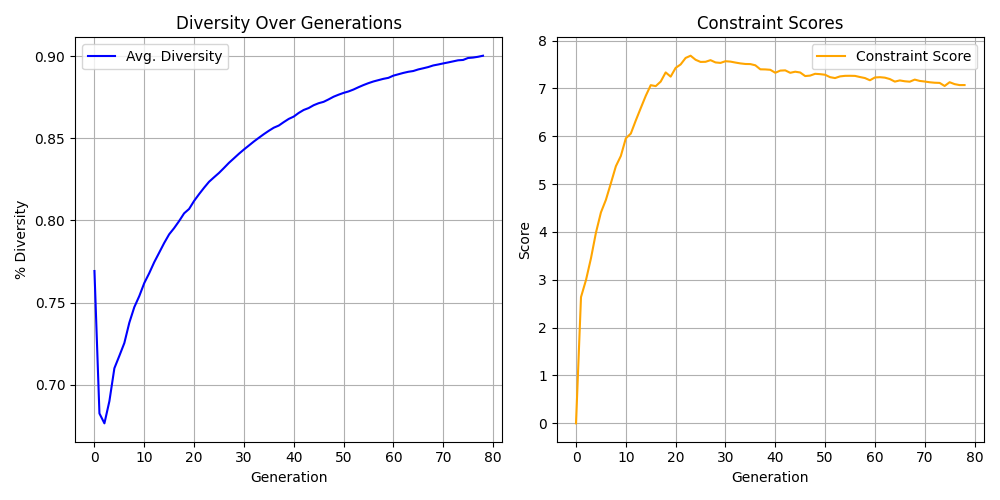 Diversity Over Generations
Avg. Diversity
% Diversity
0.90
0.85
0.80
0.75
0.70
0 10 20 30 40 50 60 70 80
Generation
Constraint Scores
Constraint Score
Score
8
7
6
5
4
3
2
1
0
0 10 20 30 40 50 60 70 80
Generation